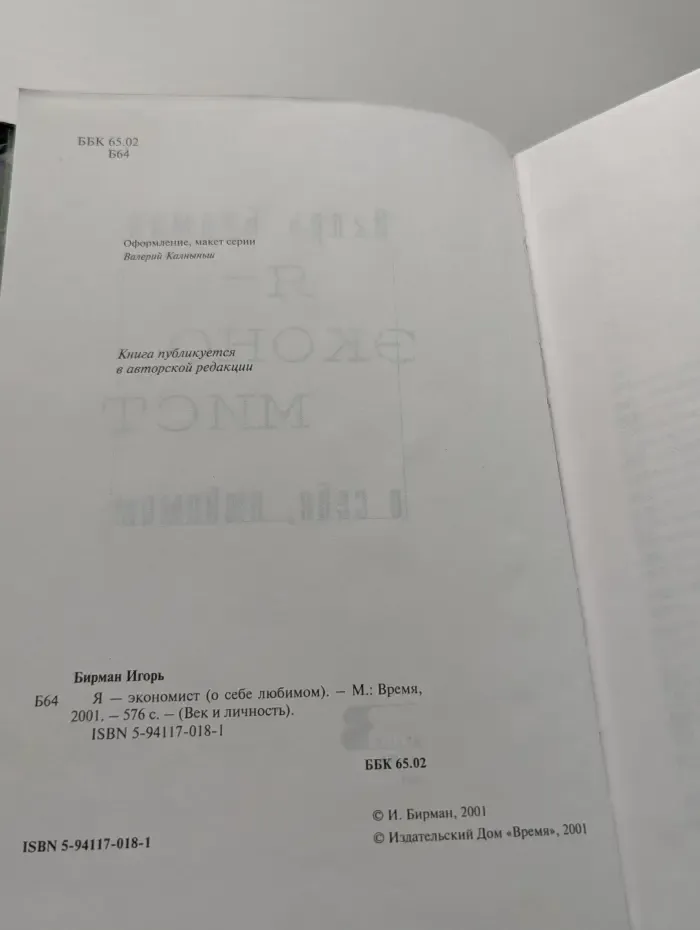 ББК 65.02
Б64
Оформление, макет серии
Валерий Калныньш
Книга публикуется
в авторской редакции
Бирман Игорь
Б64 Я — экономист (о себе любимом). – М.: Время,
2001. – 576 с. – (Век и личность).
ISBN 5-94117-018-1
ББК 65.02
ISBN 5-94117-018-1
© И. Бирман, 2001
© Издательский Дом «Время», 2001